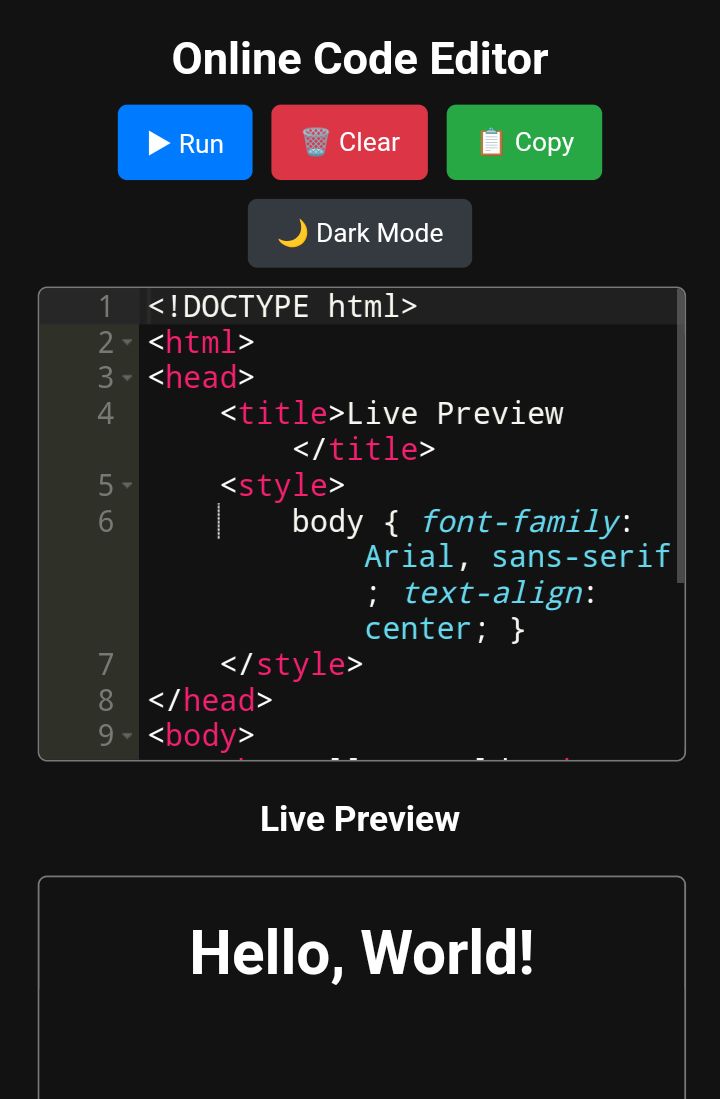 Online Code Editor
▶ Run
🗑️ Clear
📋 Copy
🌙 Dark Mode
1 <!DOCTYPE html>
2 <html>
3 <head>
4 <title>Live Preview
</title>
5 <style>
6 body { font-family:
Arial, sans-serif
; text-align:
center; }
7 </style>
8 </head>
9 <body>
Live Preview
Hello, World!